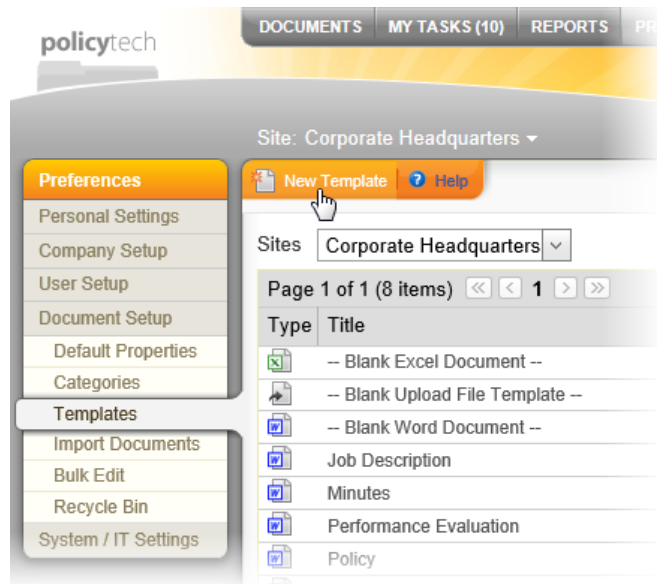 policytech
DOCUMENTS MY TASKS (10) REPORTS PR
Site: Corporate Headquarters
Preferences
Personal Settings
Company Setup
User Setup
Document Setup
Default Properties
Categories
Templates
Import Documents
Bulk Edit
Recycle Bin
System / IT Settings
New Template Help
Sites Corporate Headquarters
Page 1 of 1 (8 items) 1
Type Title
-- Blank Excel Document --
-- Blank Upload File Template --
-- Blank Word Document --
Job Description
Minutes
Performance Evaluation
Policy